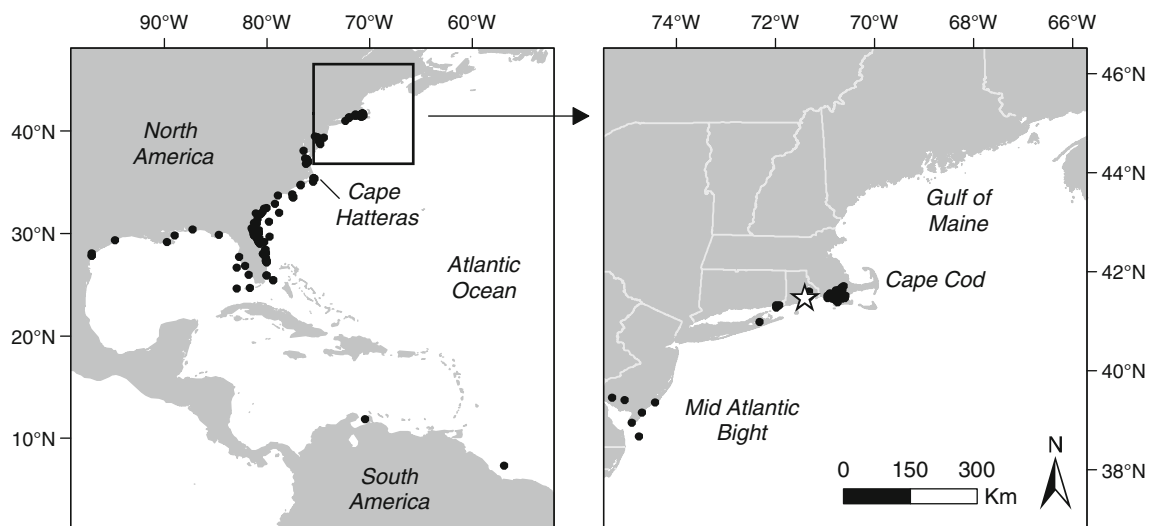 90°W 80°W 70°W 60°W
40°N
30°N
20°N
10°N
North
America
Cape
Hatteras
Atlantic
Ocean
South
America
74°W 72°W 70°W 68°W 66°W
46°N
44°N
42°N
40°N
38°N
Gulf of
Maine
Cape Cod
Mid Atlantic
Bight
N
0 150 300
Km